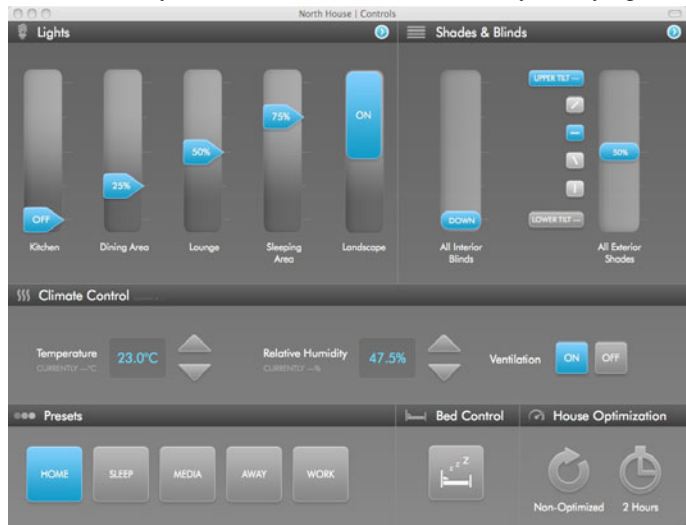 North House | Controls
Lights
Shades & Blinds
OFF
25%
50%
75%
ON
Kitchen
Dining Area
Lounge
Sleeping
Area
Landscape
DOWN
All Interior
Blinds
UPPER TILT ---
LOWER TILT ---
50%
All Exterior
Shades
Climate Control
Temperature
CURRENTLY ---°C
23.0°C
Relative Humidity
CURRENTLY ---%
47.5%
Ventilation
ON
OFF
Presets
Bed Control
House Optimization
HOME
SLEEP
MEDIA
AWAY
WORK
z z z Z
Non-Optimized
2 Hours